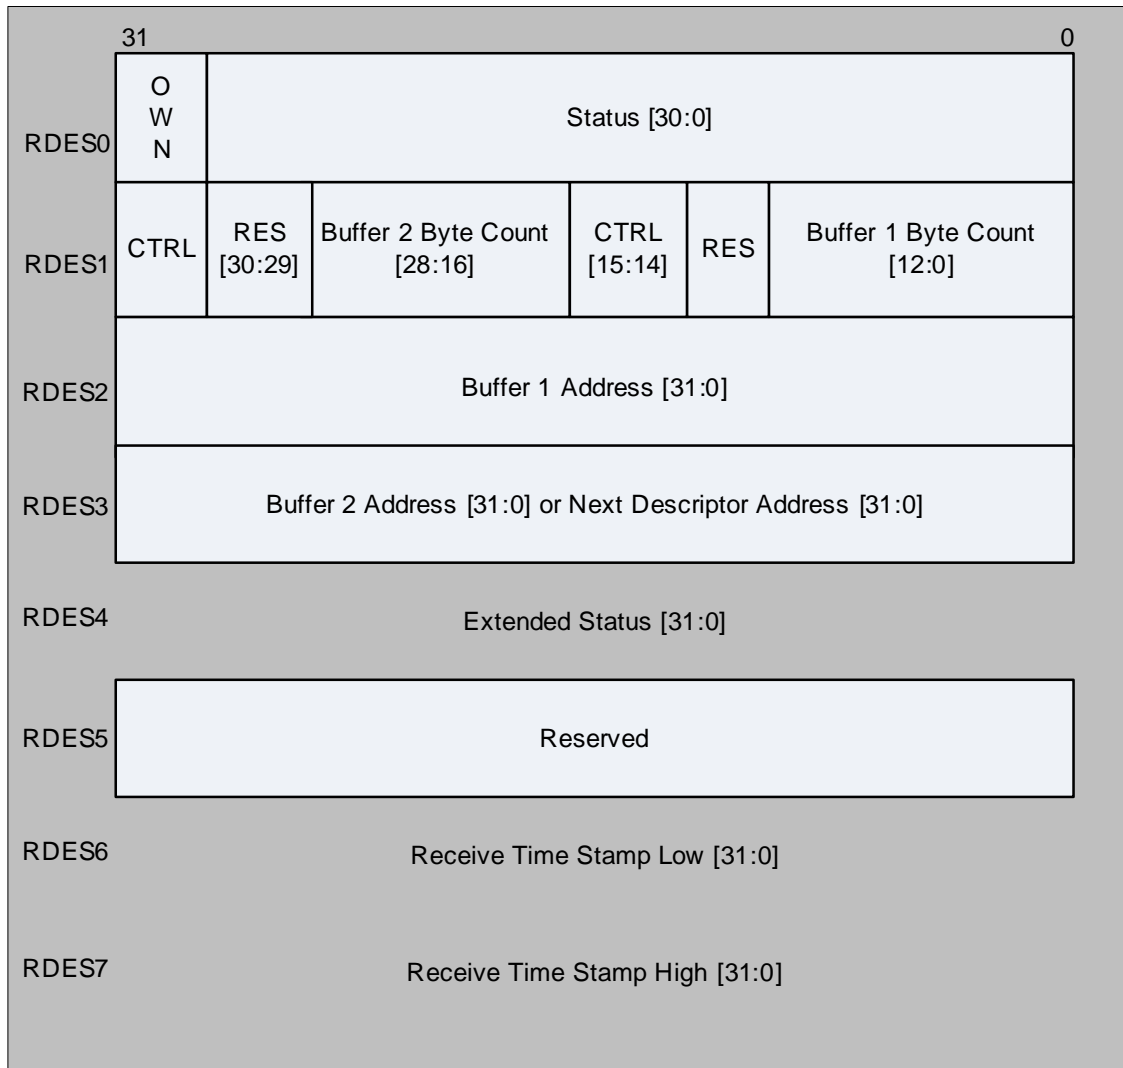 31 0
O
W
N
Status [30:0]
RDES0
CTRL
RES
[30:29]
Buffer 2 Byte Count
[28:16]
CTRL
[15:14]
RES
Buffer 1 Byte Count
[12:0]
RDES1
RDES2
Buffer 1 Address [31:0]
RDES3
Buffer 2 Address [31:0] or Next Descriptor Address [31:0]
RDES4
Extended Status [31:0]
RDES5
Reserved
RDES6
Receive Time Stamp Low [31:0]
RDES7
Receive Time Stamp High [31:0]